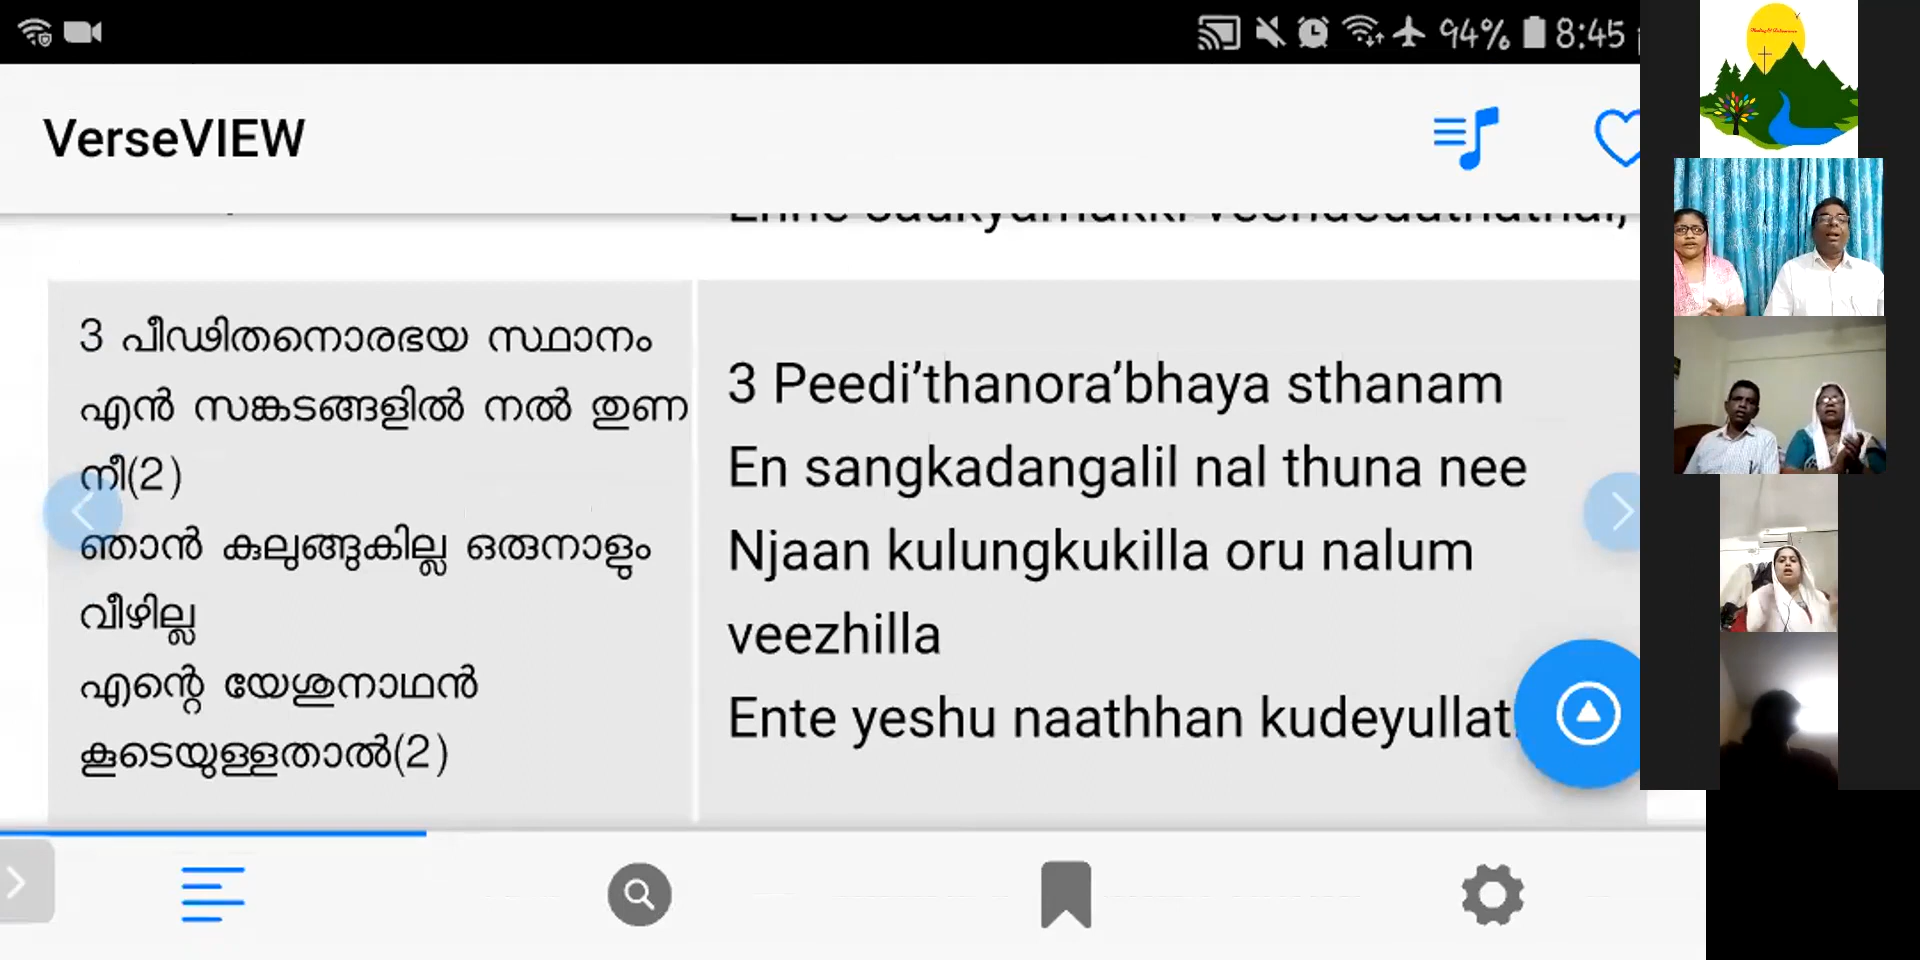 94% 8:45
VerseVIEW
3 പീഢിതനൊരഭയ സ്ഥാനം
എൻ സങ്കടങ്ങളിൽ നൽ തുണ
നീ(2)
ഞാൻ കുലുങ്ങുകില്ല ഒരുനാളും
വീഴില്ല
എന്റെ യേശുനാഥൻ
കൂടെയുള്ളതാൽ(2)
3 Peedi’thanora’bhaya sthanam
En sangkadangalil nal thuna nee
Njaan kulungkukilla oru nalum
veezhilla
Ente yeshu naathhan kudeyullat